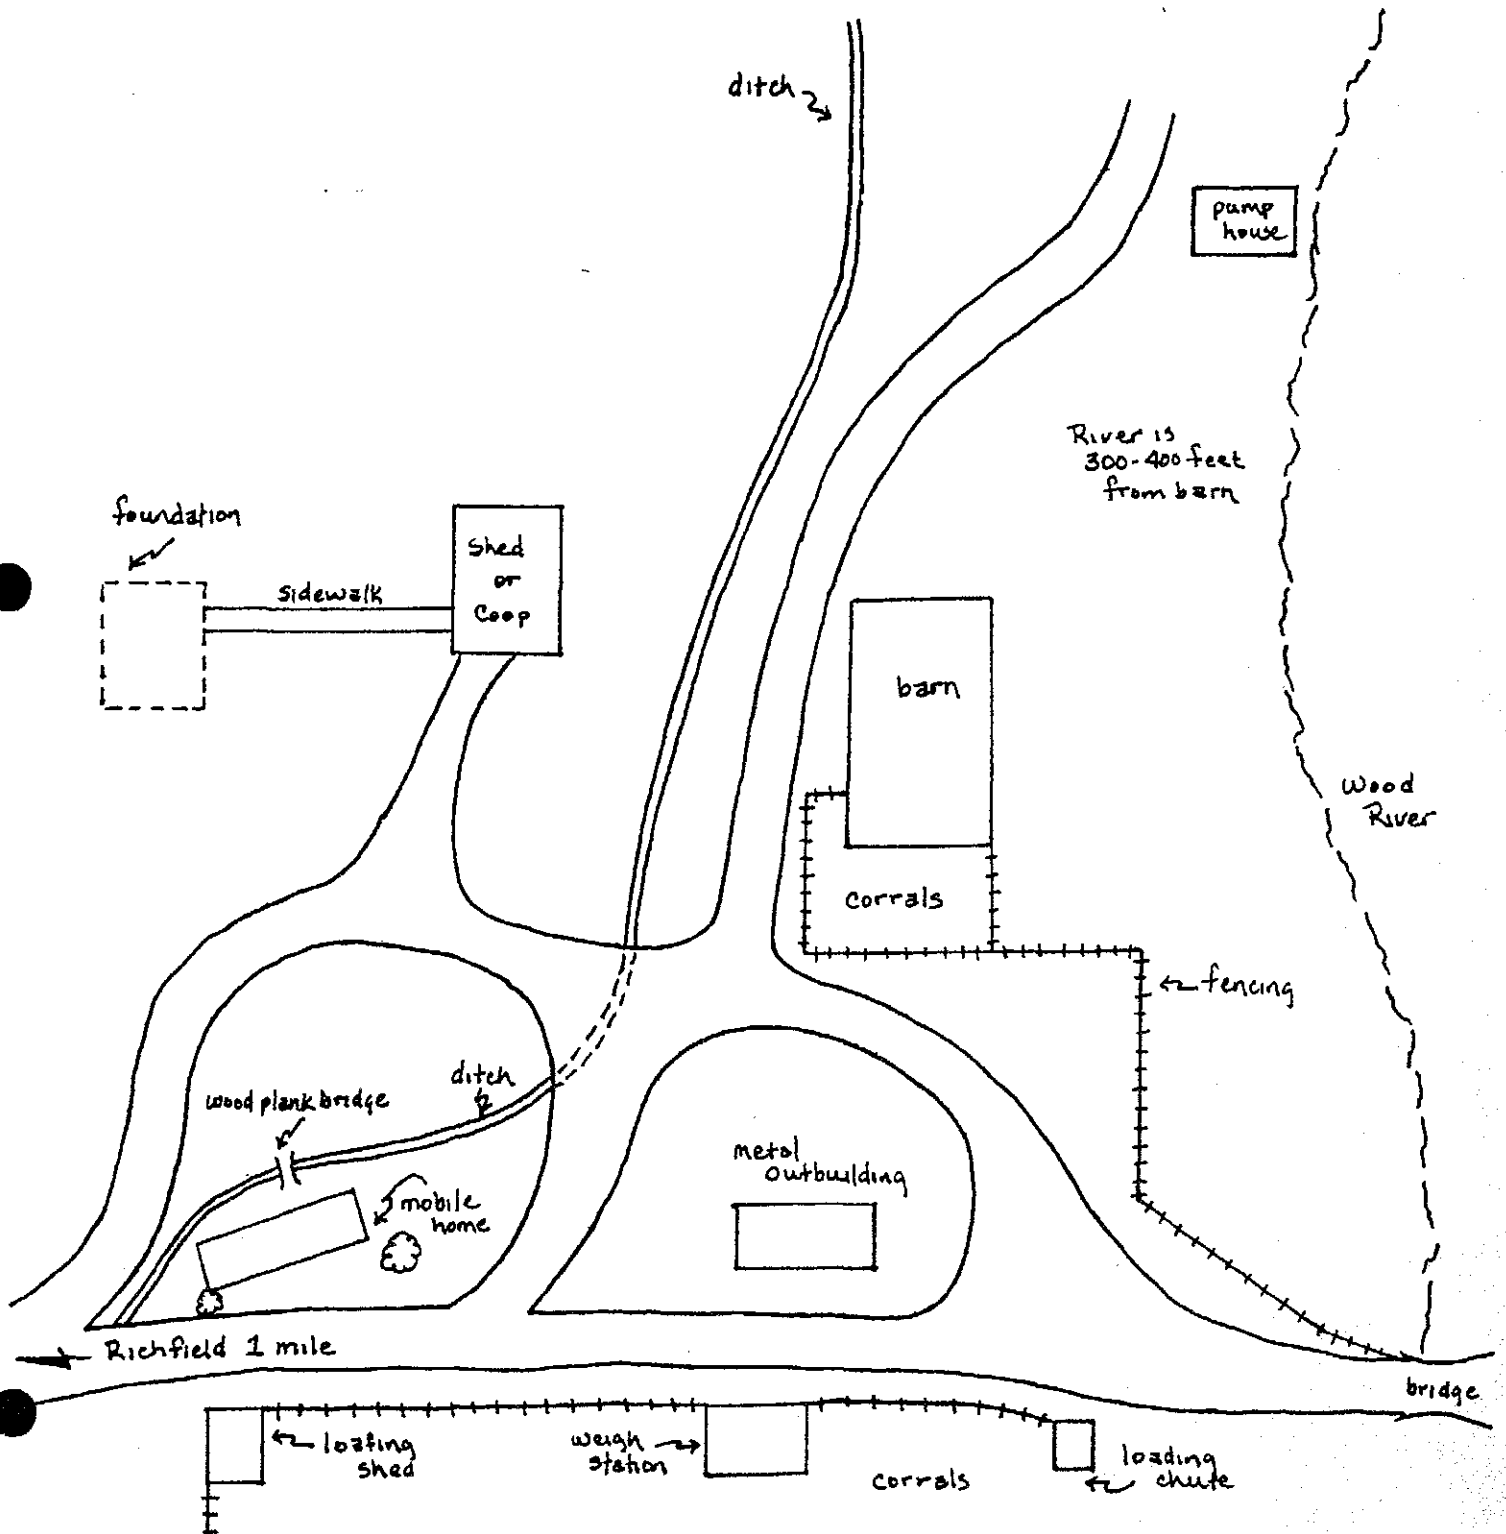 ditch
pump
house
River is
300-400 feet
from barn
foundation
sidewalk
Shed
or
Coop
barn
Wood
River
corrals
fencing
ditch
wood plank bridge
mobile
home
metal
outbuilding
Richfield 1 mile
bridge
loafing
shed
weigh
station
corrals
loading
chute